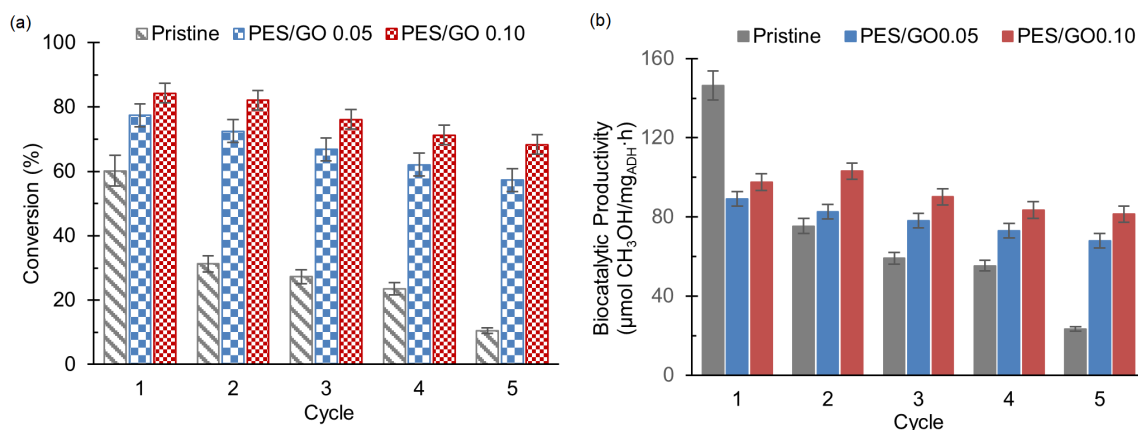 (a)
Pristine PES/GO 0.05 PES/GO 0.10
Conversion (%)
100
80
60
40
20
0
1 2 3 4 5
Cycle
(b)
Pristine PES/GO0.05 PES/GO0.10
Biocatalytic Productivity
(µmol CH₃OH/mg_ADH·h)
160
120
80
40
0
1 2 3 4 5
Cycle